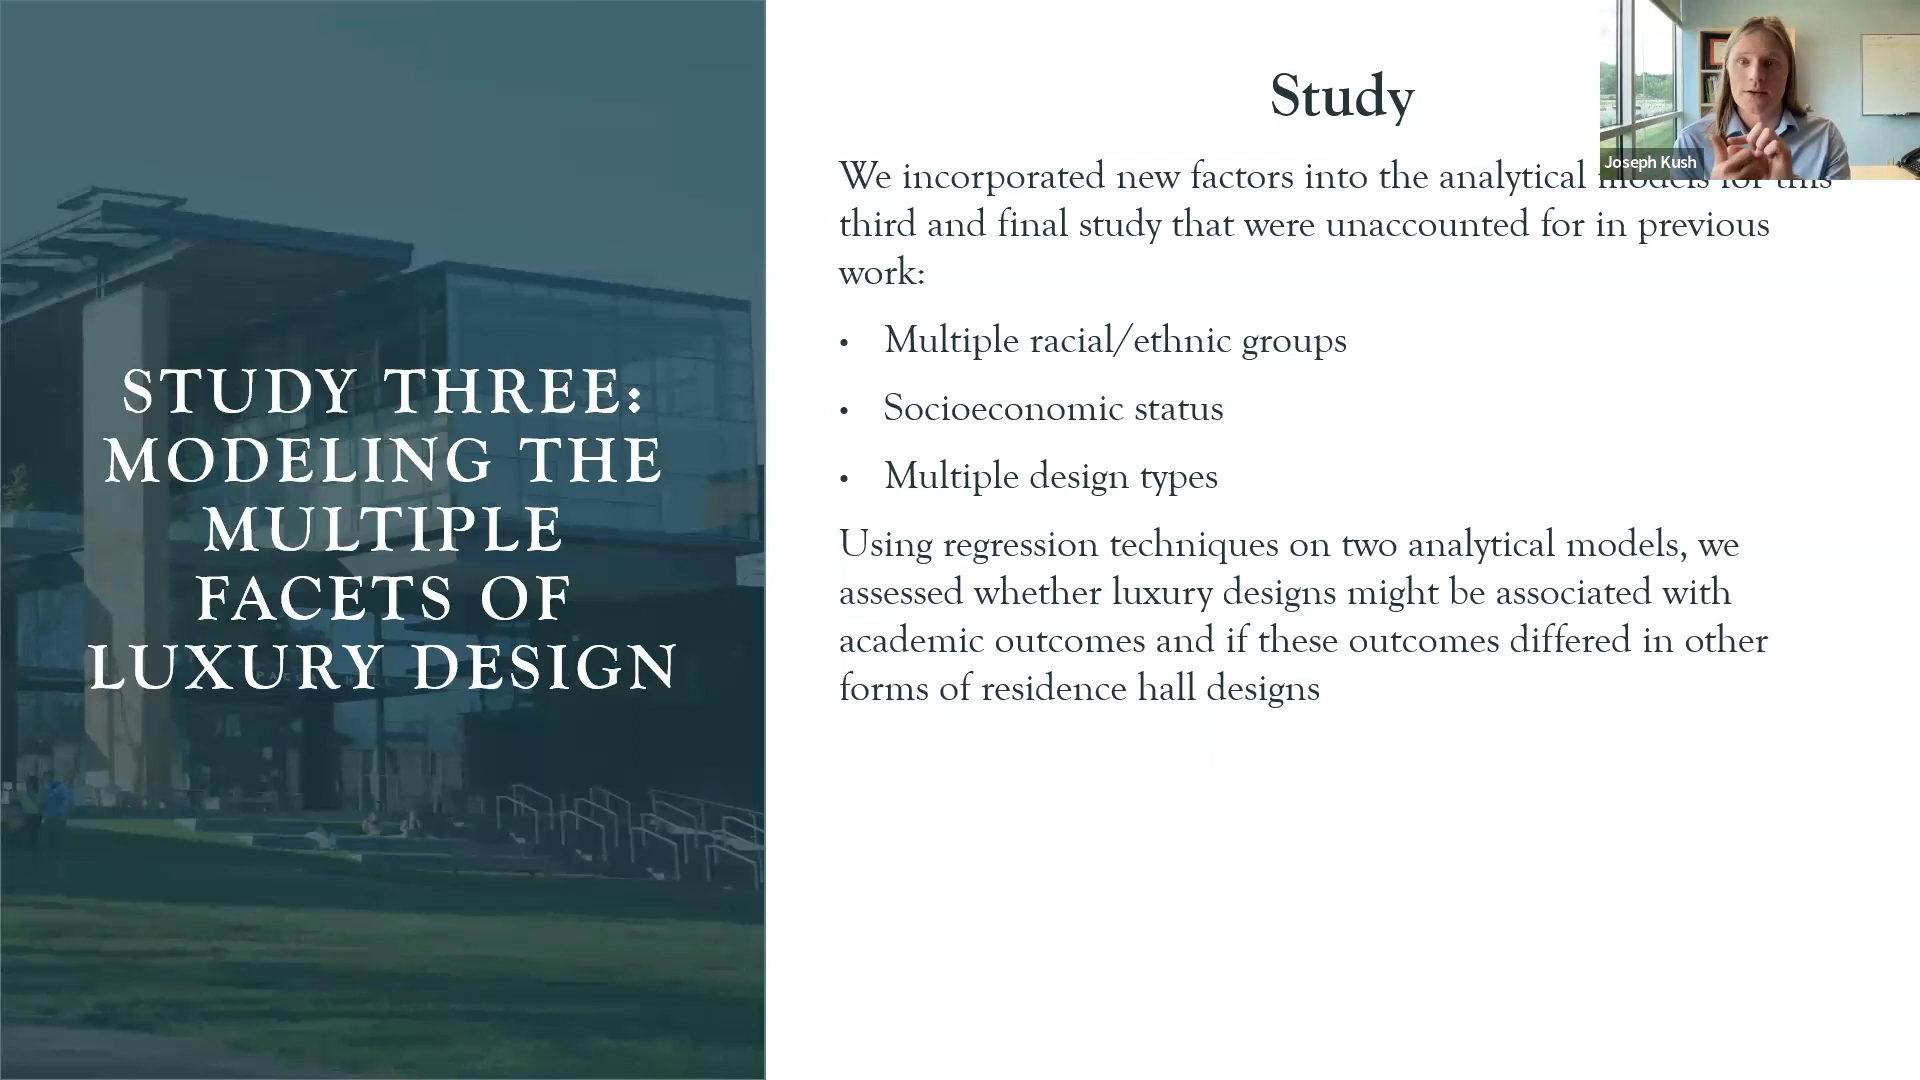 STUDY THREE:
MODELING THE
MULTIPLE
FACETS OF
LUXURY DESIGN
Study
Joseph Kush
We incorporated new factors into the analytical models for this
third and final study that were unaccounted for in previous
work:
• Multiple racial/ethnic groups
• Socioeconomic status
• Multiple design types
Using regression techniques on two analytical models, we
assessed whether luxury designs might be associated with
academic outcomes and if these outcomes differed in other
forms of residence hall designs